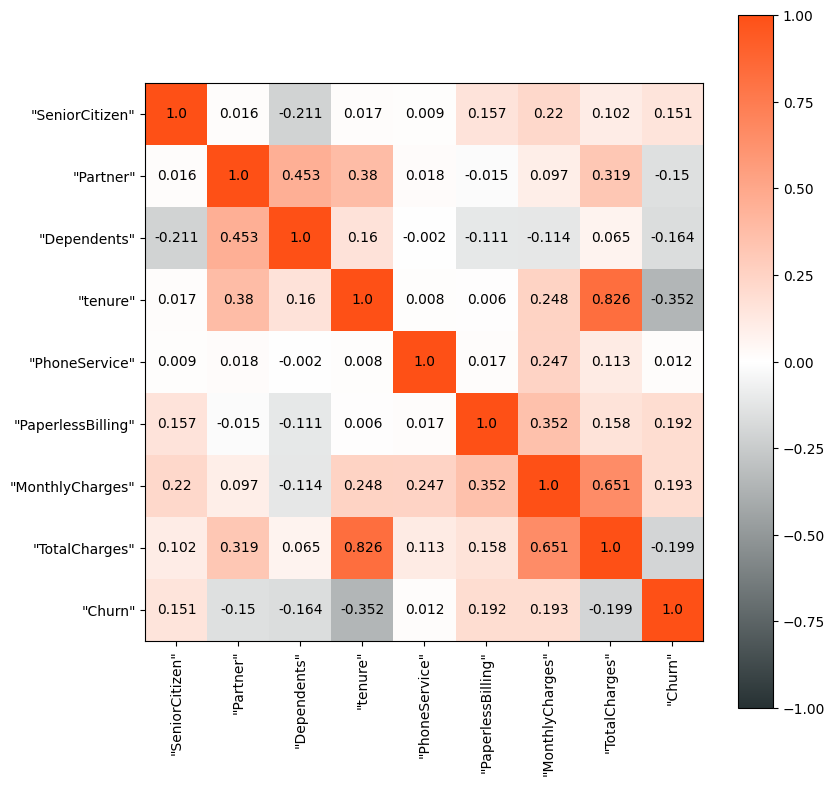 1.00
"SeniorCitizen" 1.0 0.016 -0.211 0.017 0.009 0.157 0.22 0.102 0.151
0.75
"Partner" 0.016 1.0 0.453 0.38 0.018 -0.015 0.097 0.319 -0.15
0.50
"Dependents" -0.211 0.453 1.0 0.16 -0.002 -0.111 -0.114 0.065 -0.164
0.25
"tenure" 0.017 0.38 0.16 1.0 0.008 0.006 0.248 0.826 -0.352
"PhoneService" 0.009 0.018 -0.002 0.008 1.0 0.017 0.247 0.113 0.012
0.00
"PaperlessBilling" 0.157 -0.015 -0.111 0.006 0.017 1.0 0.352 0.158 0.192
−0.25
"MonthlyCharges" 0.22 0.097 -0.114 0.248 0.247 0.352 1.0 0.651 0.193
−0.50
"TotalCharges" 0.102 0.319 0.065 0.826 0.113 0.158 0.651 1.0 -0.199
"Churn" 0.151 -0.15 -0.164 -0.352 0.012 0.192 0.193 -0.199 1.0
−0.75
−1.00
"SeniorCitizen"
"Partner"
"Dependents"
"tenure"
"PhoneService"
"PaperlessBilling"
"MonthlyCharges"
"TotalCharges"
"Churn"